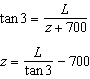 tan 3 = L / (z + 700)
z = L / tan 3 − 700